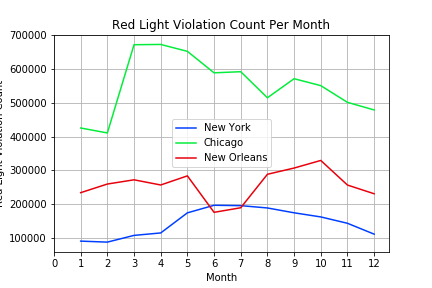 Red Light Violation Count Per Month
Red Light Violation Count
700000
600000
500000
400000
300000
200000
100000
New York
Chicago
New Orleans
0 1 2 3 4 5 6 7 8 9 10 11 12
Month